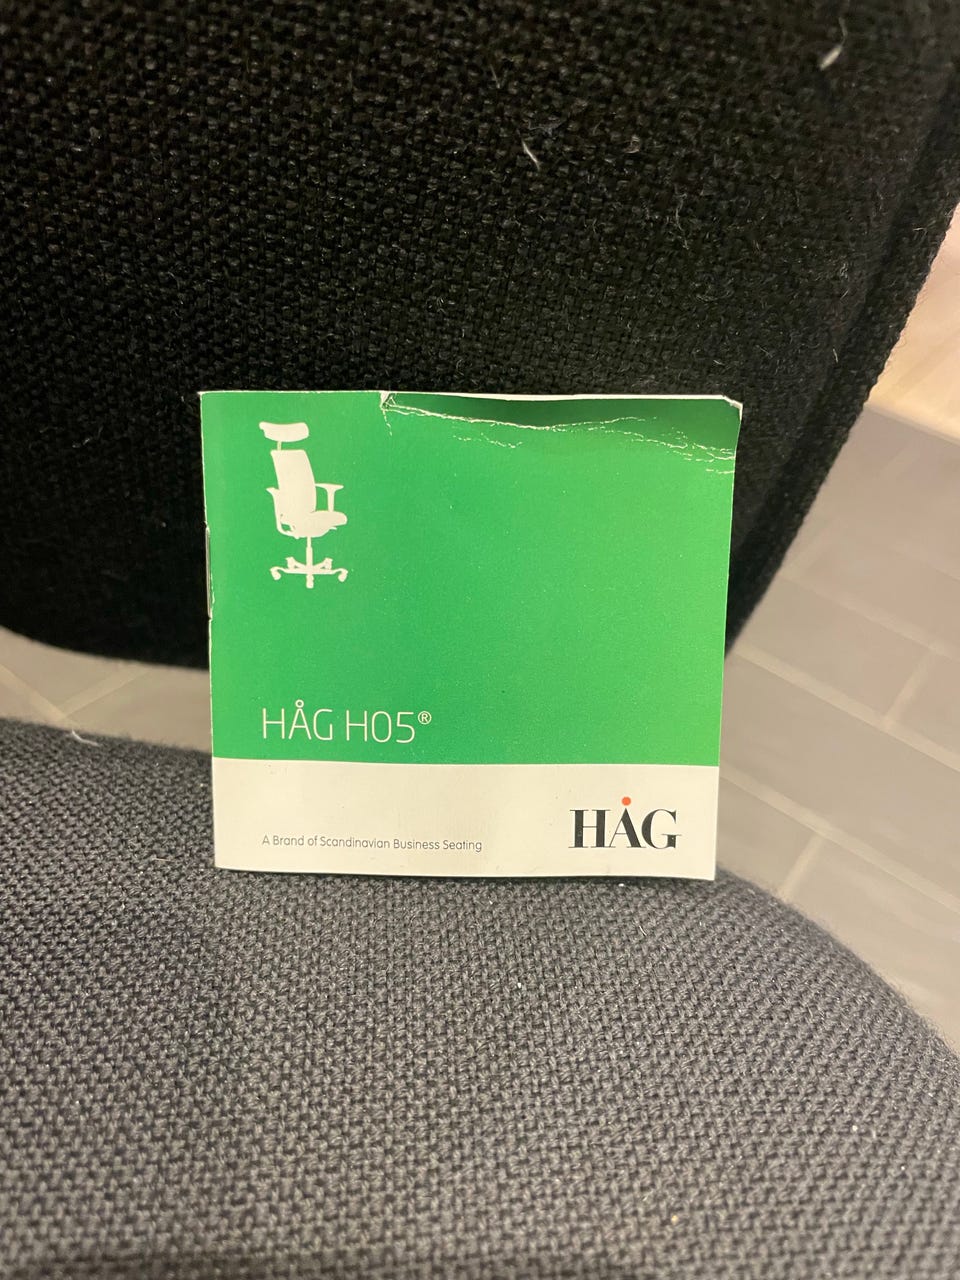 HÅG H05®
A Brand of Scandinavian Business Seating
HÅG